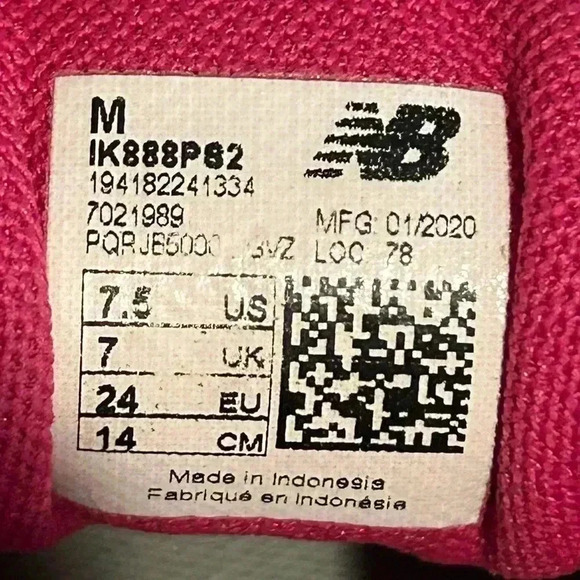 M
NB
IK888PS2
194182241334
7021989
MFG: 01/2020
LOC 78
7.5 US
7 UK
24 EU
14 CM
Made in Indonesia
Fabriqué en Indonésie